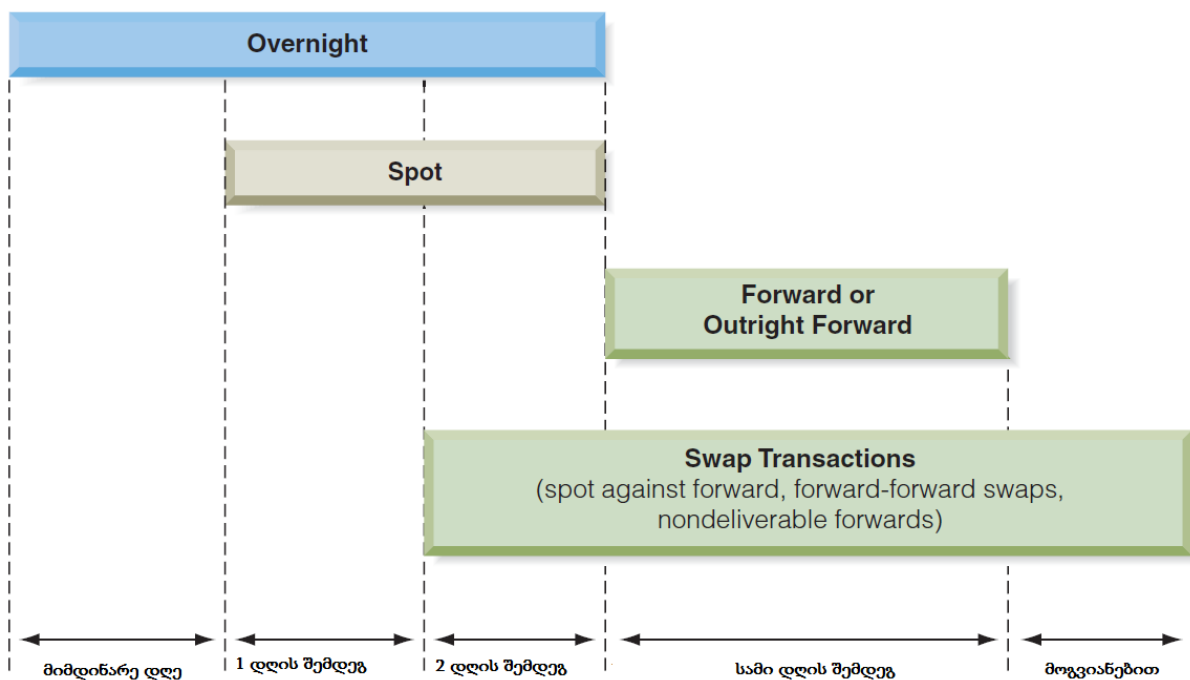 Overnight
Spot
Forward or
Outright Forward
Swap Transactions
(spot against forward, forward-forward swaps,
nondeliverable forwards)
მიმდინარე დღე
1 დღის შემდეგ
2 დღის შემდეგ
სამი დღის შემდეგ
მოგვიანებით